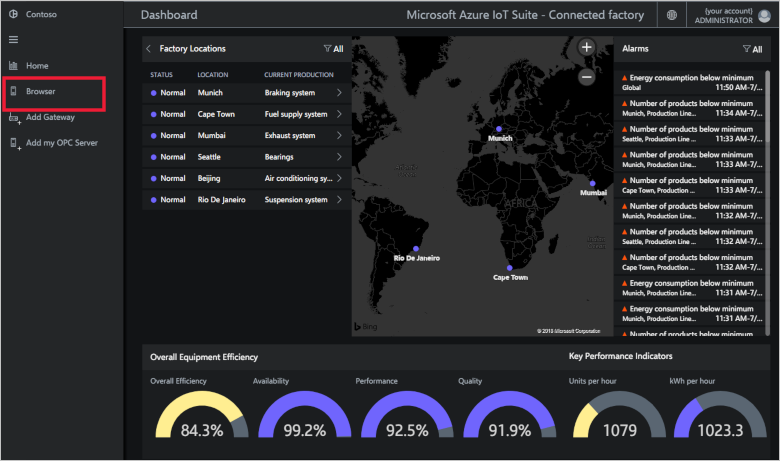 Contoso
Dashboard
Microsoft Azure IoT Suite - Connected factory
{your account}
ADMINISTRATOR
Home
Browser
Add Gateway
Add my OPC Server
Factory Locations
All
STATUS LOCATION CURRENT PRODUCTION
Normal Munich Braking system
Normal Cape Town Fuel supply system
Normal Mumbai Exhaust system
Normal Seattle Bearings
Normal Beijing Air conditioning sy...
Normal Rio De Janeiro Suspension system
Munich
Mumbai
AFRICA
Rio De Janeiro
Cape Town
Bing
© 2018 Microsoft Corporation
Alarms
All
Energy consumption below minimum
Global 11:50 AM-7/...
Number of products below minimum
Munich, Production Line... 11:34 AM-7/...
Number of products below minimum
Seattle, Production Line ... 11:33 AM-7/...
Number of products below minimum
Munich, Production Line... 11:33 AM-7/...
Number of products below minimum
Cape Town, Production ... 11:33 AM-7/...
Number of products below minimum
Munich, Production Line... 11:32 AM-7/...
Number of products below minimum
Seattle, Production Line ... 11:32 AM-7/...
Number of products below minimum
Cape Town, Production ... 11:32 AM-7/...
Energy consumption below minimum
Munich, Production Line... 11:31 AM-7/...
Energy consumption below minimum
Munich, Production Line... 11:31 AM-7/...
Number of products below minimum
Overall Equipment Efficiency
Overall Efficiency
84.3%
Availability
99.2%
Performance
92.5%
Quality
91.9%
Key Performance Indicators
Units per hour
1079
kWh per hour
1023.3